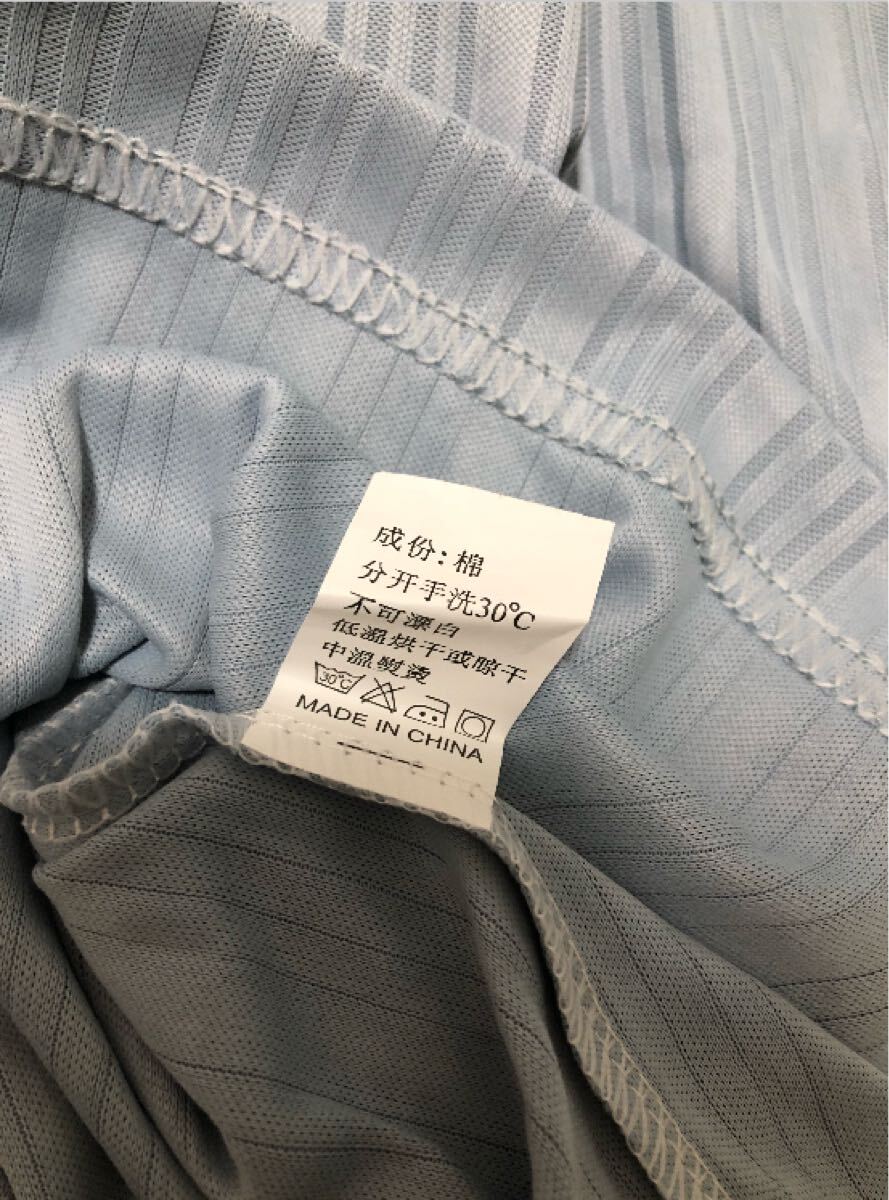 成份:棉
分开手洗30℃
不可漂白
低温烘干或晾干
中温熨烫
30℃
MADE IN CHINA